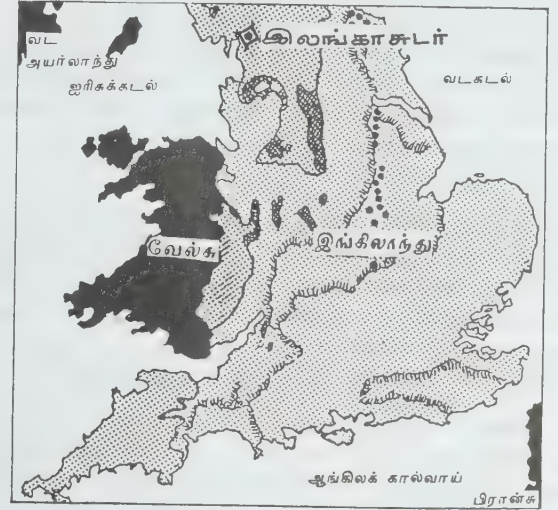 வட
அயர்லாந்து
ஐரிசுக்கடல்
இலங்காசுடர்
வடகடல்
வேல்சு
இங்கிலாந்து
ஆங்கிலக் கால்வாய்
பிரான்சு